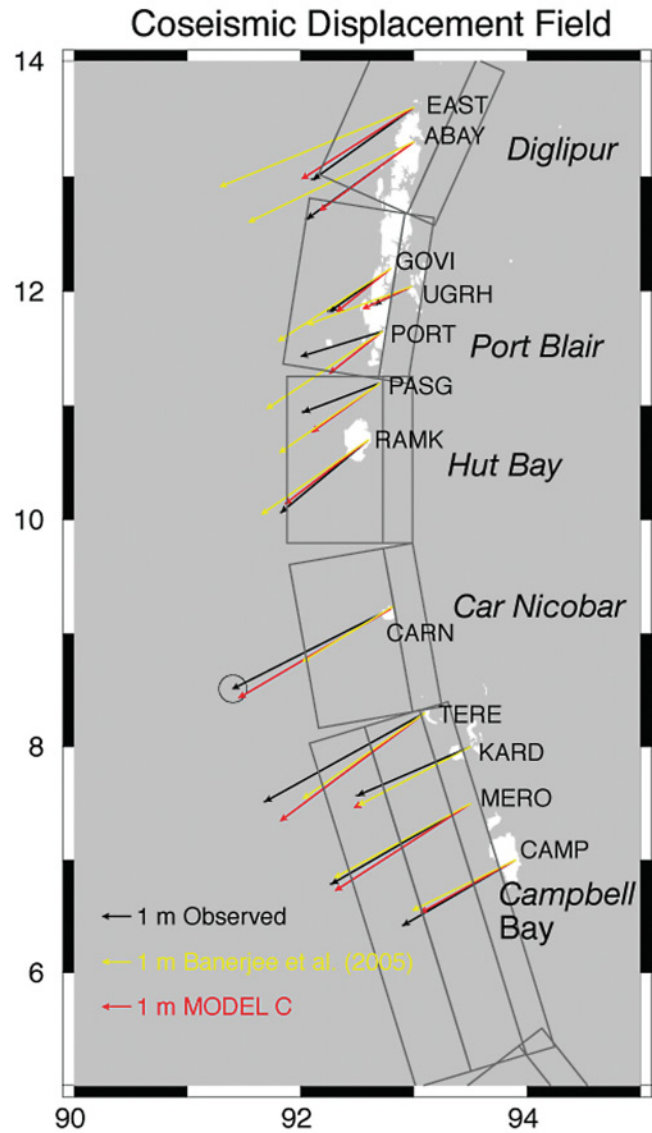 Coseismic Displacement Field
14
EAST
ABAY
Diglipur
12
GOVI
UGRH
PORT
Port Blair
PASG
RAMK
Hut Bay
10
Car Nicobar
CARN
TERE
8
KARD
MERO
CAMP
Campbell
Bay
1 m Observed
1 m Banerjee et al. (2005)
1 m MODEL C
6
90
92
94